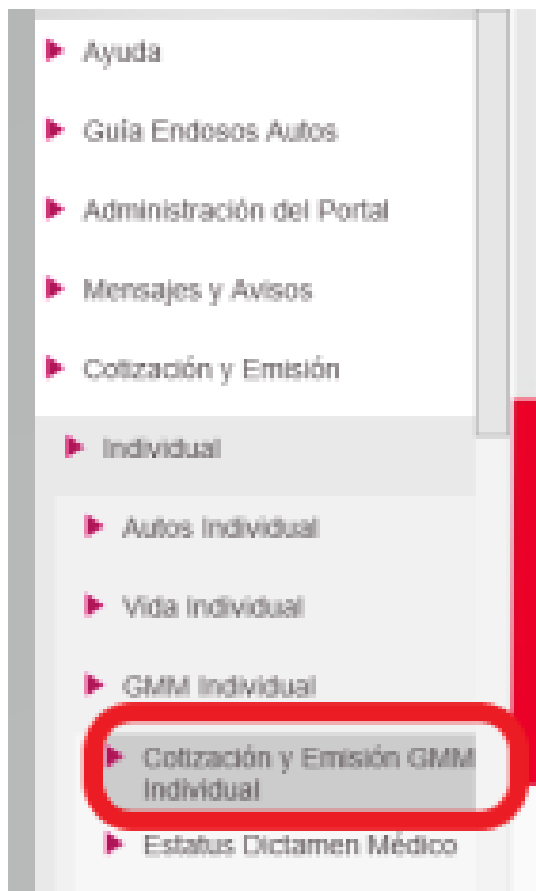 Ayuda
Guía Endosos Autos
Administración del Portal
Mensajes y Avisos
Cotización y Emisión
Individual
Autos Individual
Vida Individual
GMM Individual
Cotización y Emisión GMM
Individual
Estatus Dictamen Médico